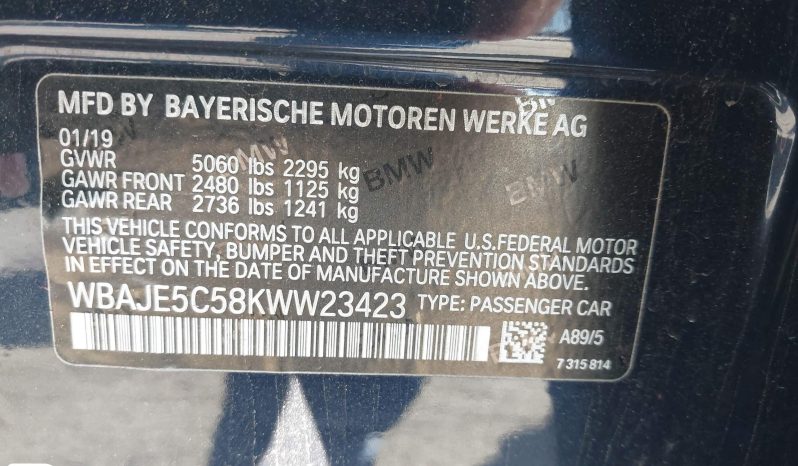 MFD BY BAYERISCHE MOTOREN WERKE AG
01/19
GVWR 5060 lbs 2295 kg
GAWR FRONT 2480 lbs 1125 kg
GAWR REAR 2736 lbs 1241 kg
THIS VEHICLE CONFORMS TO ALL APPLICABLE U.S.FEDERAL MOTOR
VEHICLE SAFETY, BUMPER AND THEFT PREVENTION STANDARDS
IN EFFECT ON THE DATE OF MANUFACTURE SHOWN ABOVE.
WBAJE5C58KWW23423 TYPE: PASSENGER CAR
A89/5
7 315 814
BMW
BMW